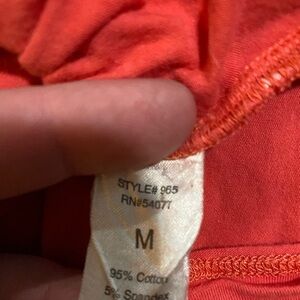 STYLE# 965
RN#54077
M
95% Cotton
5% Spandex